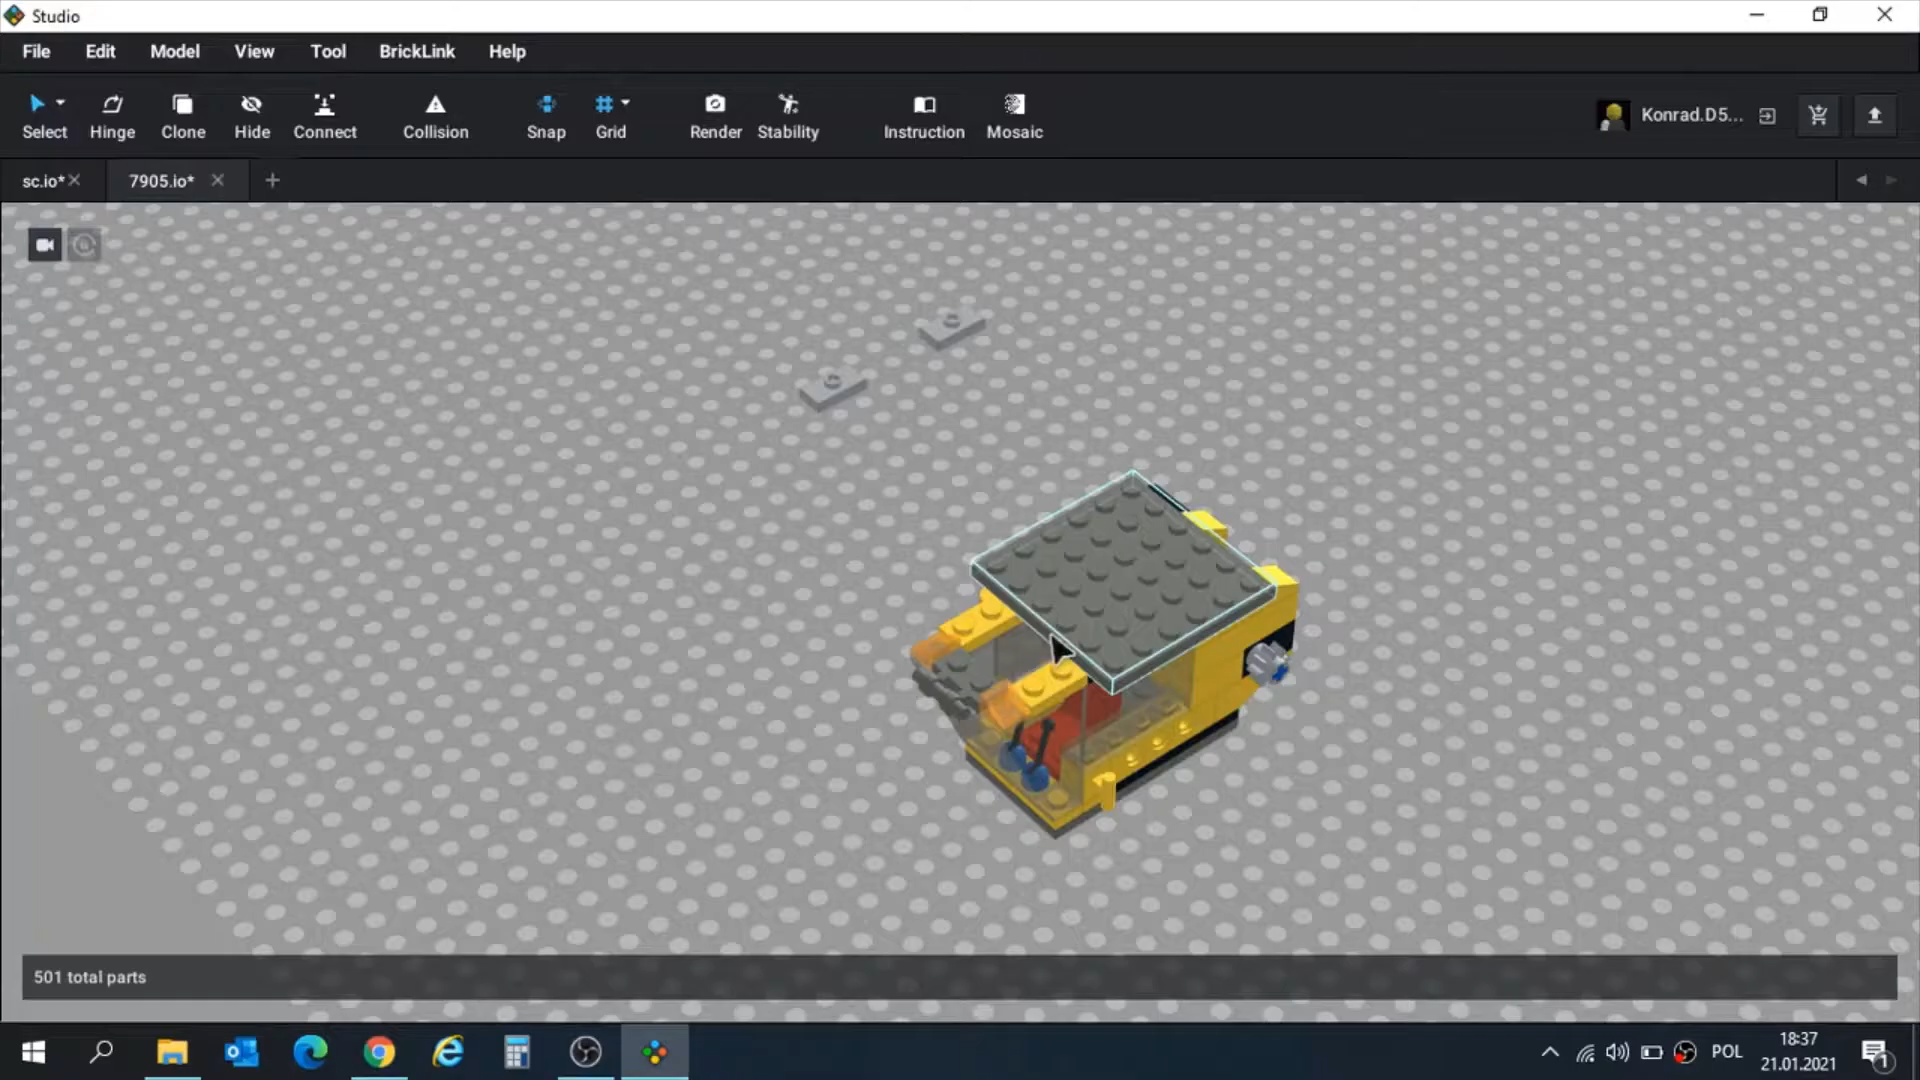 Studio
File Edit Model View Tool BrickLink Help
Select Hinge Clone Hide Connect Collision Snap Grid Render Stability Instruction Mosaic
Konrad.D5...
sc.io* 7905.io*
501 total parts
POL
18:37
21.01.2021
1